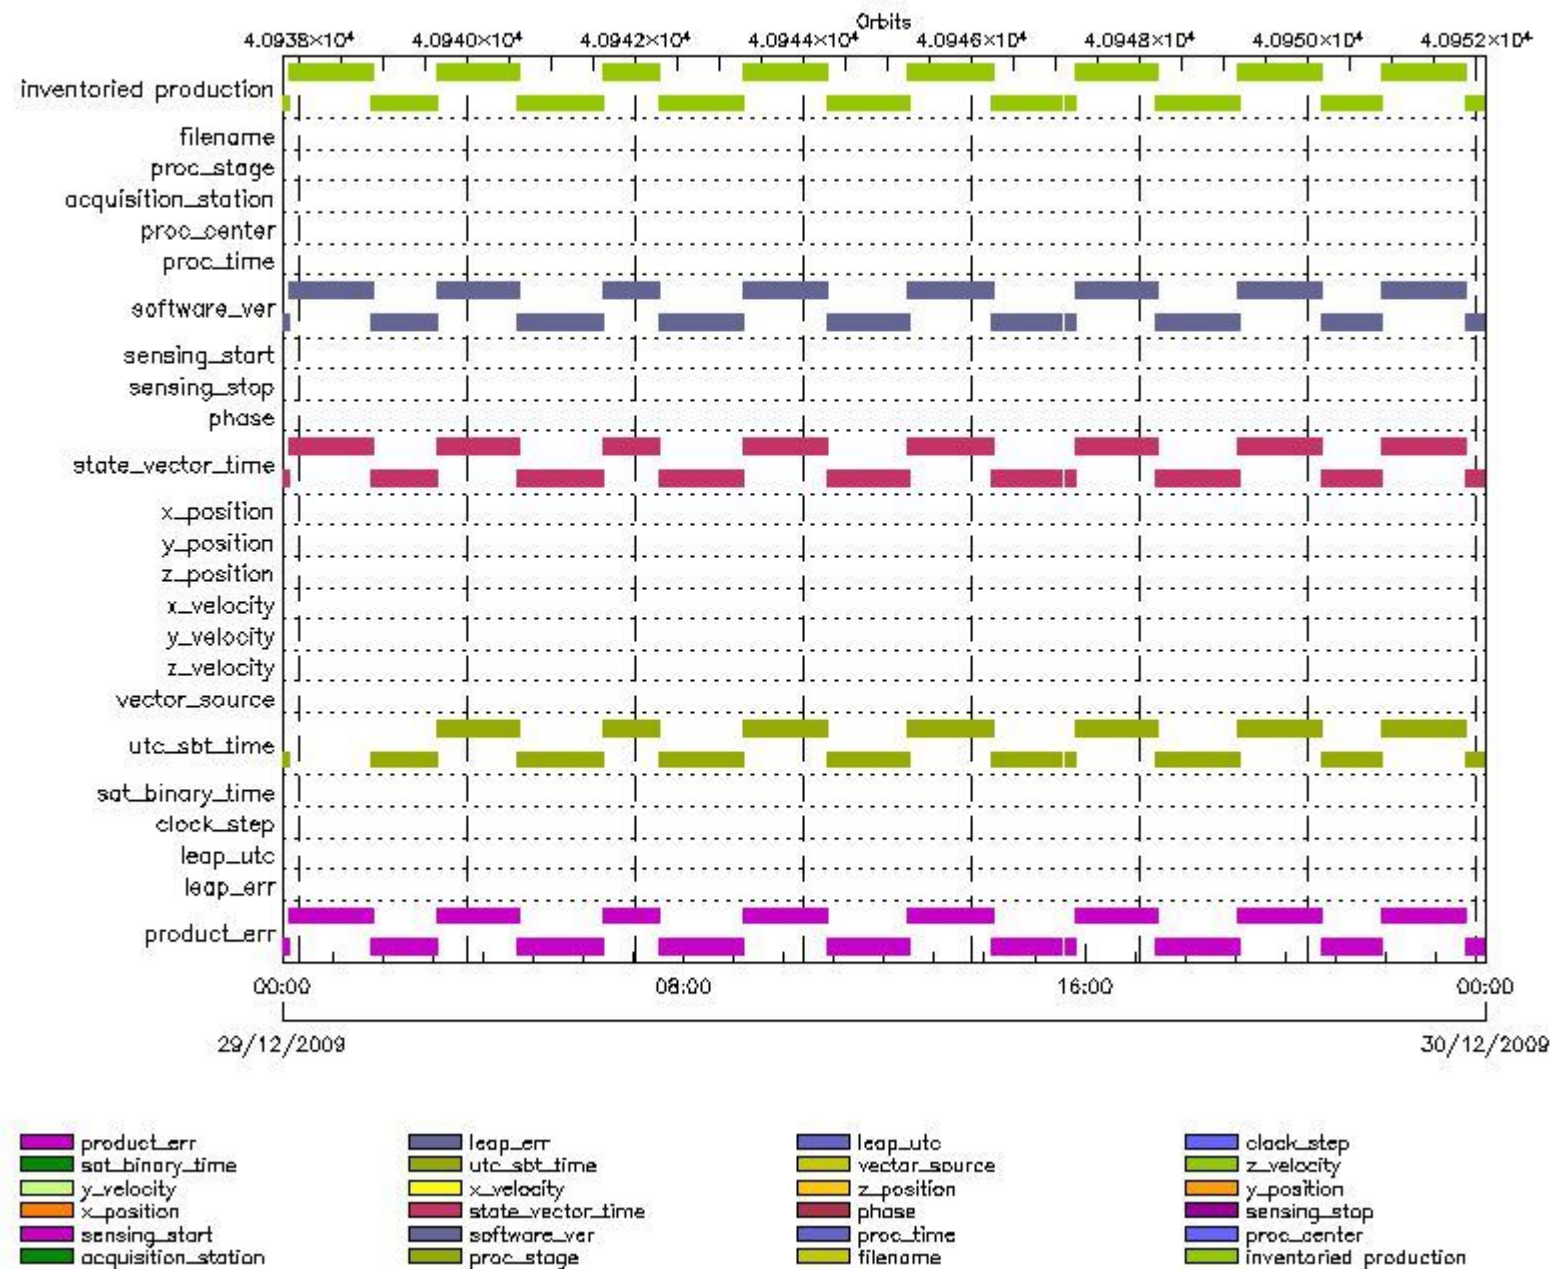 Orbits
4.0938×10⁴ 4.0940×10⁴ 4.0942×10⁴ 4.0944×10⁴ 4.0946×10⁴ 4.0948×10⁴ 4.0950×10⁴ 4.0952×10⁴
inventoried production
filename
proc_stage
acquisition_station
proc_center
proc_time
software_ver
sensing_start
sensing_stop
phase
state_vector_time
x_position
y_position
z_position
x_velocity
y_velocity
z_velocity
vector_source
utc_sbt_time
sat_binary_time
clock_step
leap_utc
leap_err
product_err
00:00 08:00 16:00 00:00
29/12/2009 30/12/2009
product_err leap_err leap_utc clock_step
sat_binary_time utc_sbt_time vector_source z_velocity
y_velocity x_velocity z_position y_position
x_position state_vector_time phase sensing_stop
sensing_start software_ver proc_time proc_center
acquisition_station proc_stage filename inventoried production